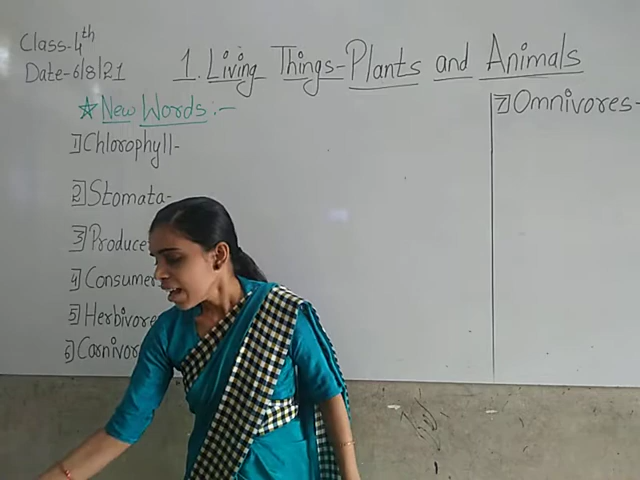 Class-4th
Date-6/8/21
1. Living Things-Plants and Animals
★ New Words:-
1] Chlorophyll-
2] Stomata-
3] Produce
4] Consumer
5] Herbivore
6] Carnivor
7] Omnivores-